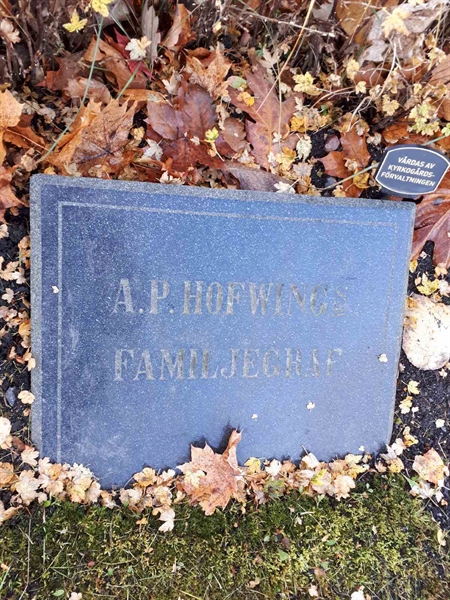 A.P. HOFWINGS
FAMILJEGRAF
VÅRDAS AV
KYRKOGÅRDS-
FÖRVALTNINGEN